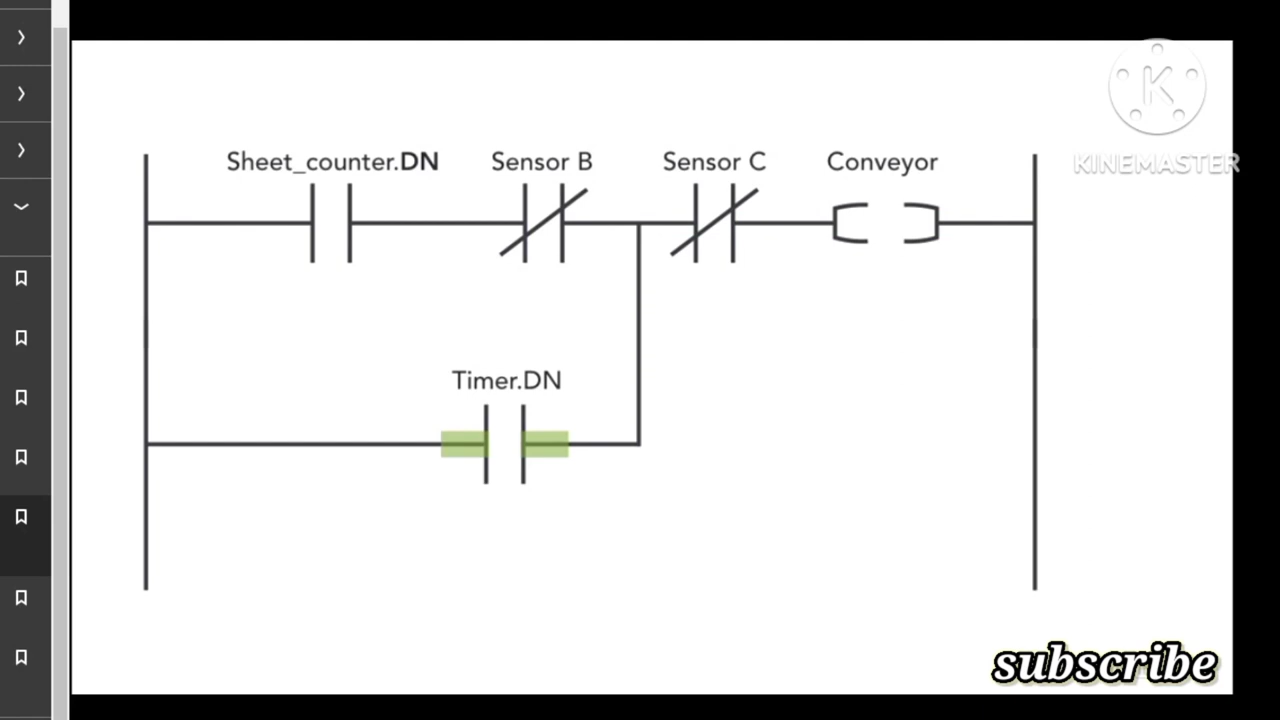 Sheet_counter.DN Sensor B Sensor C Conveyor
Timer.DN
K
KINEMASTER
subscribe